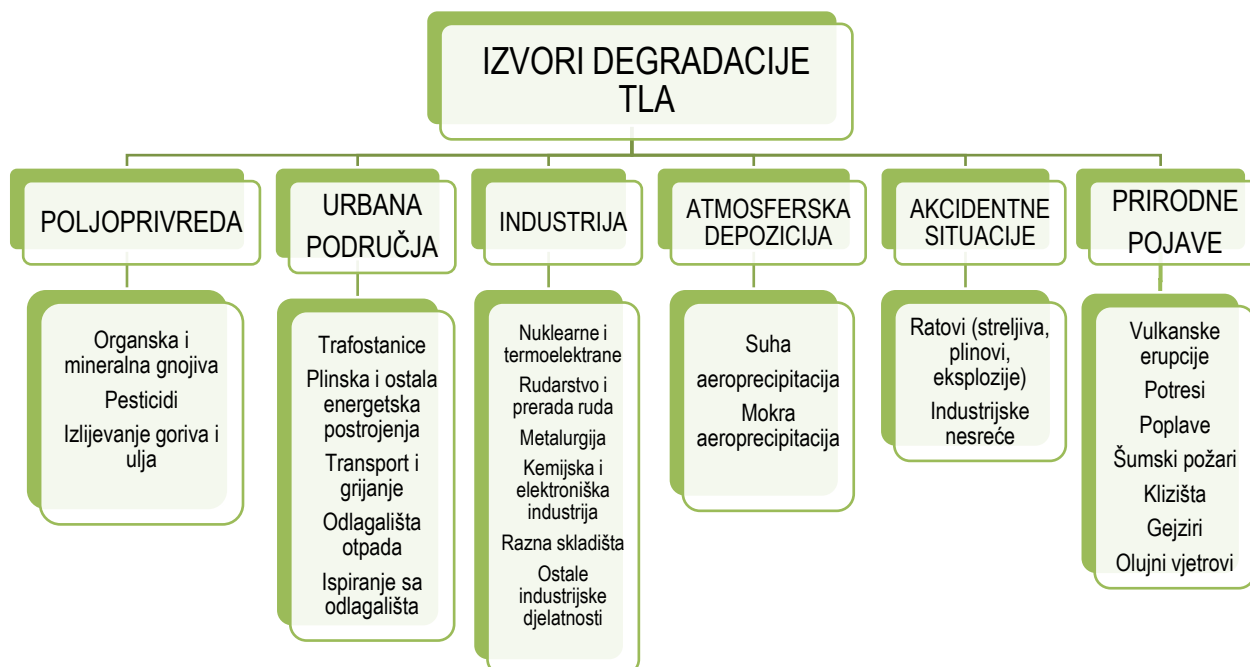 IZVORI DEGRADACIJE
TLA
POLJOPRIVREDA
URBANA
PODRUČJA
INDUSTRIJA
ATMOSFERSKA
DEPOZICIJA
AKCIDENTNE
SITUACIJE
PRIRODNE
POJAVE
Organska i
mineralna gnojiva
Pesticidi
Izlijevanje goriva i
ulja
Trafostanice
Plinska i ostala
energetska
postrojenja
Transport i
grijanje
Odlagališta
otpada
Ispiranje sa
odlagališta
Nuklearne i
termoelektrane
Rudarstvo i
prerada ruda
Metalurgija
Kemijska i
elektroniška
industrija
Razna skladišta
Ostale
industrijske
djelatnosti
Suha
aeroprecipitacija
Mokra
aeroprecipitacija
Ratovi (streljiva,
plinovi,
eksplozije)
Industrijske
nesreće
Vulkanske
erupcije
Potresi
Poplave
Šumski požari
Klizišta
Gejziri
Olujni vjetrovi